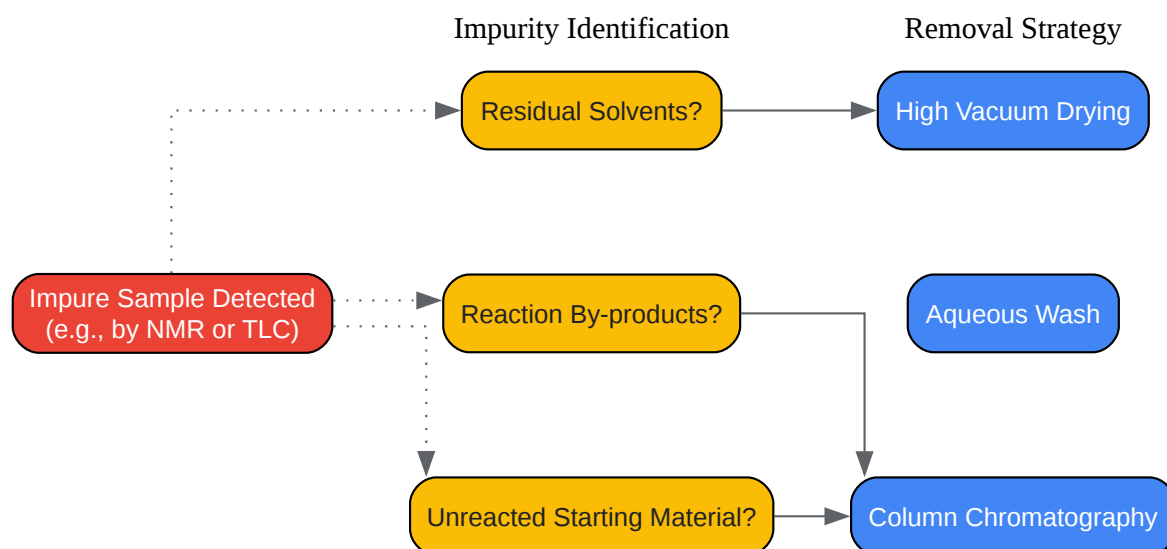 Impurity Identification
Removal Strategy
Residual Solvents?
High Vacuum Drying
Impure Sample Detected
(e.g., by NMR or TLC)
Reaction By-products?
Aqueous Wash
Unreacted Starting Material?
Column Chromatography